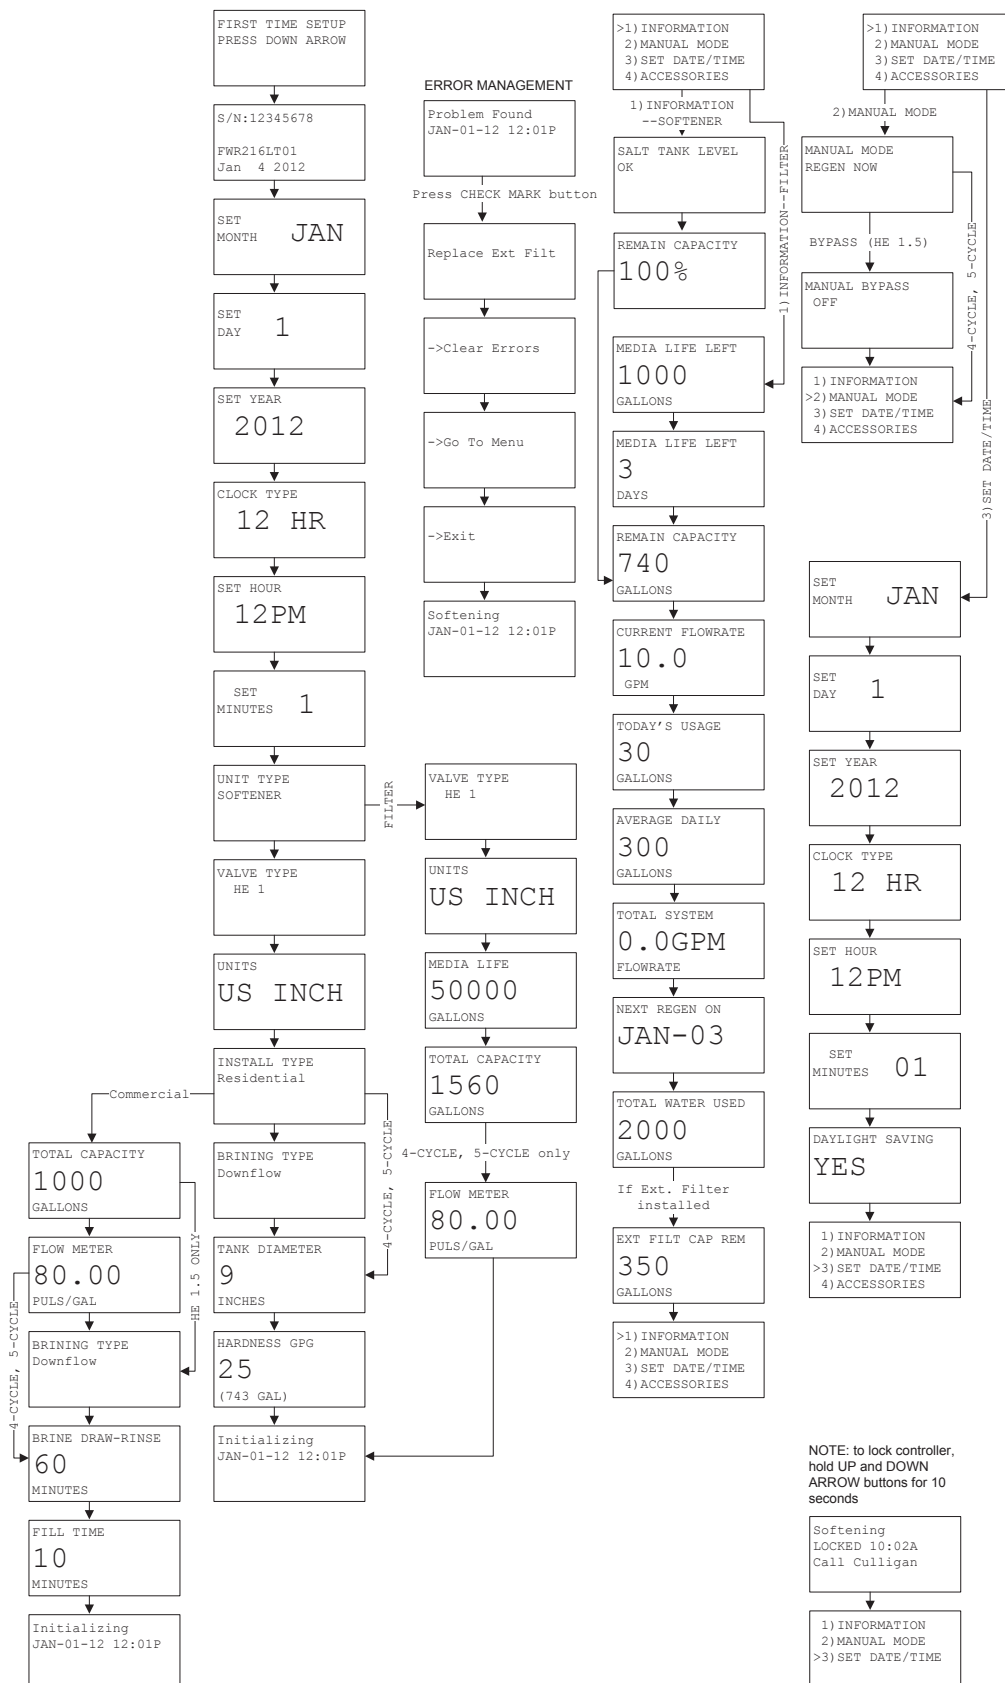 FIRST TIME SETUP
PRESS DOWN ARROW
S/N:12345678
FWR216LT01
Jan 4 2012
SET
MONTH JAN
SET
DAY 1
SET YEAR
2012
CLOCK TYPE
12 HR
SET HOUR
12PM
SET
MINUTES 1
UNIT TYPE
SOFTENER
FILTER
VALVE TYPE
HE 1
UNITS
US INCH
INSTALL TYPE
Residential
Commercial
4-CYCLE, 5-CYCLE
TOTAL CAPACITY
1000
GALLONS
HE 1.5 ONLY
FLOW METER
80.00
PULS/GAL
4-CYCLE, 5-CYCLE
BRINING TYPE
Downflow
BRINE DRAW-RINSE
60
MINUTES
FILL TIME
10
MINUTES
Initializing
JAN-01-12 12:01P
BRINING TYPE
Downflow
TANK DIAMETER
9
INCHES
HARDNESS GPG
25
(743 GAL)
Initializing
JAN-01-12 12:01P
ERROR MANAGEMENT
Problem Found
JAN-01-12 12:01P
Press CHECK MARK button
Replace Ext Filt
->Clear Errors
->Go To Menu
->Exit
Softening
JAN-01-12 12:01P
VALVE TYPE
HE 1
UNITS
US INCH
MEDIA LIFE
50000
GALLONS
TOTAL CAPACITY
1560
GALLONS
4-CYCLE, 5-CYCLE only
FLOW METER
80.00
PULS/GAL
>1)INFORMATION
2)MANUAL MODE
3)SET DATE/TIME
4)ACCESSORIES
1)INFORMATION
--SOFTENER
1)INFORMATION--FILTER
SALT TANK LEVEL
OK
REMAIN CAPACITY
100%
MEDIA LIFE LEFT
1000
GALLONS
MEDIA LIFE LEFT
3
DAYS
REMAIN CAPACITY
740
GALLONS
CURRENT FLOWRATE
10.0
GPM
TODAY'S USAGE
30
GALLONS
AVERAGE DAILY
300
GALLONS
TOTAL SYSTEM
0.0GPM
FLOWRATE
NEXT REGEN ON
JAN-03
TOTAL WATER USED
2000
GALLONS
If Ext. Filter
installed
EXT FILT CAP REM
350
GALLONS
>1)INFORMATION
2)MANUAL MODE
3)SET DATE/TIME
4)ACCESSORIES
>1)INFORMATION
2)MANUAL MODE
3)SET DATE/TIME
4)ACCESSORIES
2)MANUAL MODE
MANUAL MODE
REGEN NOW
BYPASS (HE 1.5)
4-CYCLE, 5-CYCLE
MANUAL BYPASS
OFF
1)INFORMATION
>2)MANUAL MODE
3)SET DATE/TIME
4)ACCESSORIES
3)SET DATE/TIME
SET
MONTH JAN
SET
DAY 1
SET YEAR
2012
CLOCK TYPE
12 HR
SET HOUR
12PM
SET
MINUTES 01
DAYLIGHT SAVING
YES
1)INFORMATION
2)MANUAL MODE
>3)SET DATE/TIME
4)ACCESSORIES
NOTE: to lock controller,
hold UP and DOWN
ARROW buttons for 10
seconds
Softening
LOCKED 10:02A
Call Culligan
1)INFORMATION
2)MANUAL MODE
>3)SET DATE/TIME